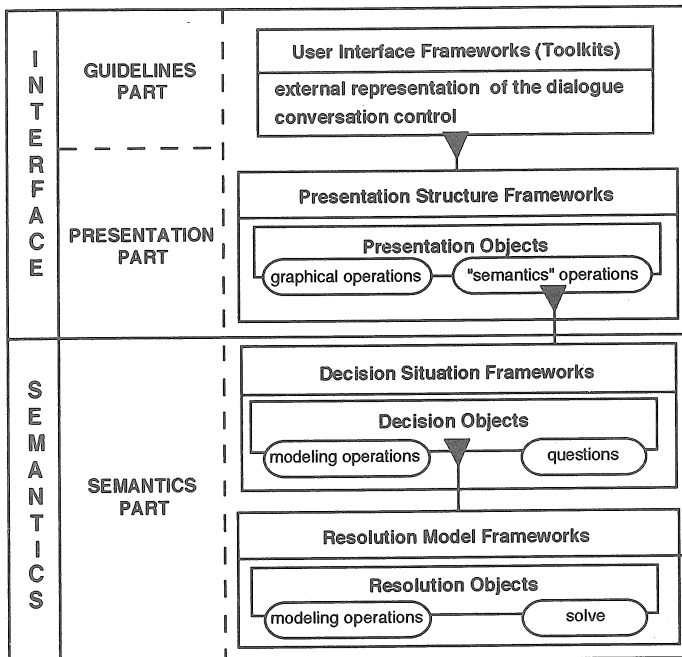 INTERFACE
GUIDELINES
PART
User Interface Frameworks (Toolkits)
external representation of the dialogue
conversation control
PRESENTATION
PART
Presentation Structure Frameworks
Presentation Objects
graphical operations
"semantics" operations
SEMANTICS
SEMANTICS
PART
Decision Situation Frameworks
Decision Objects
modeling operations
questions
Resolution Model Frameworks
Resolution Objects
modeling operations
solve